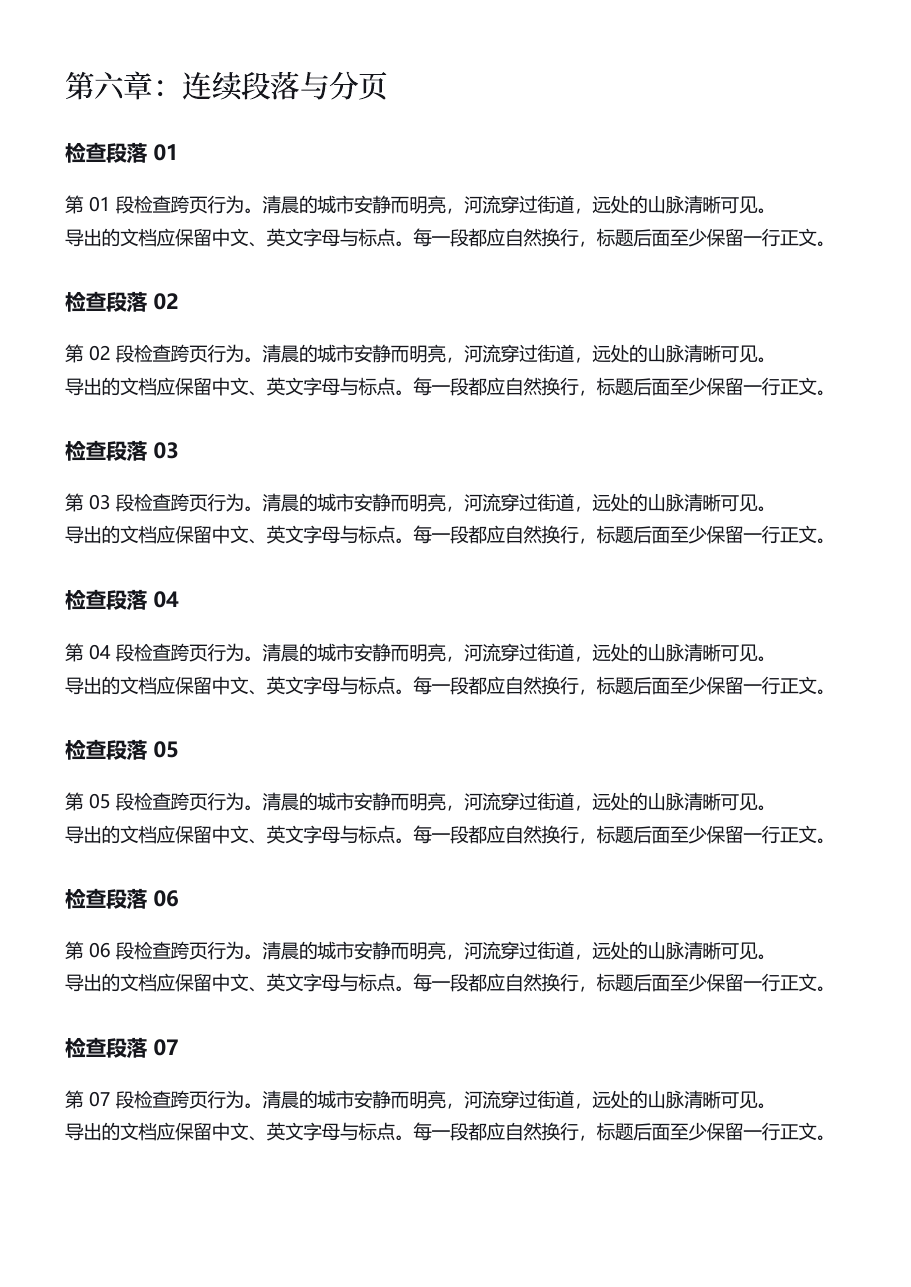 第六章：连续段落与分页
检查段落 01
第 01 段检查跨页行为。清晨的城市安静而明亮，河流穿过街道，远处的山脉清晰可见。
导出的文档应保留中文、英文字母与标点。每一段都应自然换行，标题后面至少保留一行正文。
检查段落 02
第 02 段检查跨页行为。清晨的城市安静而明亮，河流穿过街道，远处的山脉清晰可见。
导出的文档应保留中文、英文字母与标点。每一段都应自然换行，标题后面至少保留一行正文。
检查段落 03
第 03 段检查跨页行为。清晨的城市安静而明亮，河流穿过街道，远处的山脉清晰可见。
导出的文档应保留中文、英文字母与标点。每一段都应自然换行，标题后面至少保留一行正文。
检查段落 04
第 04 段检查跨页行为。清晨的城市安静而明亮，河流穿过街道，远处的山脉清晰可见。
导出的文档应保留中文、英文字母与标点。每一段都应自然换行，标题后面至少保留一行正文。
检查段落 05
第 05 段检查跨页行为。清晨的城市安静而明亮，河流穿过街道，远处的山脉清晰可见。
导出的文档应保留中文、英文字母与标点。每一段都应自然换行，标题后面至少保留一行正文。
检查段落 06
第 06 段检查跨页行为。清晨的城市安静而明亮，河流穿过街道，远处的山脉清晰可见。
导出的文档应保留中文、英文字母与标点。每一段都应自然换行，标题后面至少保留一行正文。
检查段落 07
第 07 段检查跨页行为。清晨的城市安静而明亮，河流穿过街道，远处的山脉清晰可见。
导出的文档应保留中文、英文字母与标点。每一段都应自然换行，标题后面至少保留一行正文。